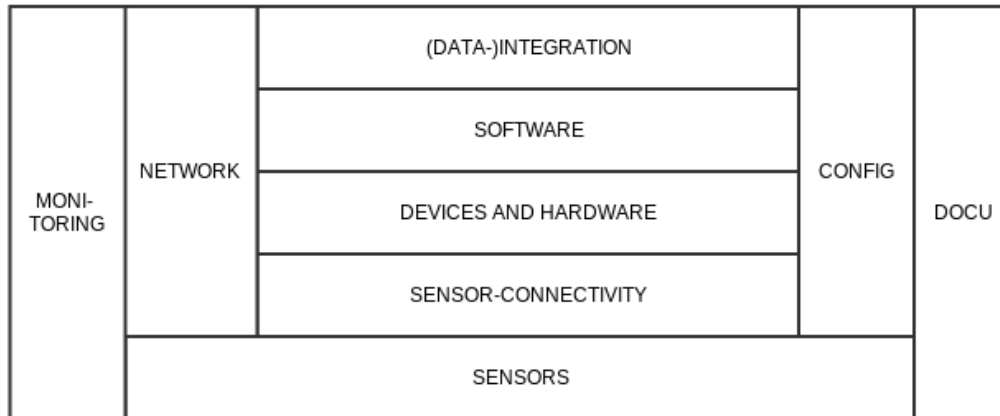 (DATA-)INTEGRATION
SOFTWARE
NETWORK
CONFIG
MONI-
TORING
DEVICES AND HARDWARE
DOCU
SENSOR-CONNECTIVITY
SENSORS